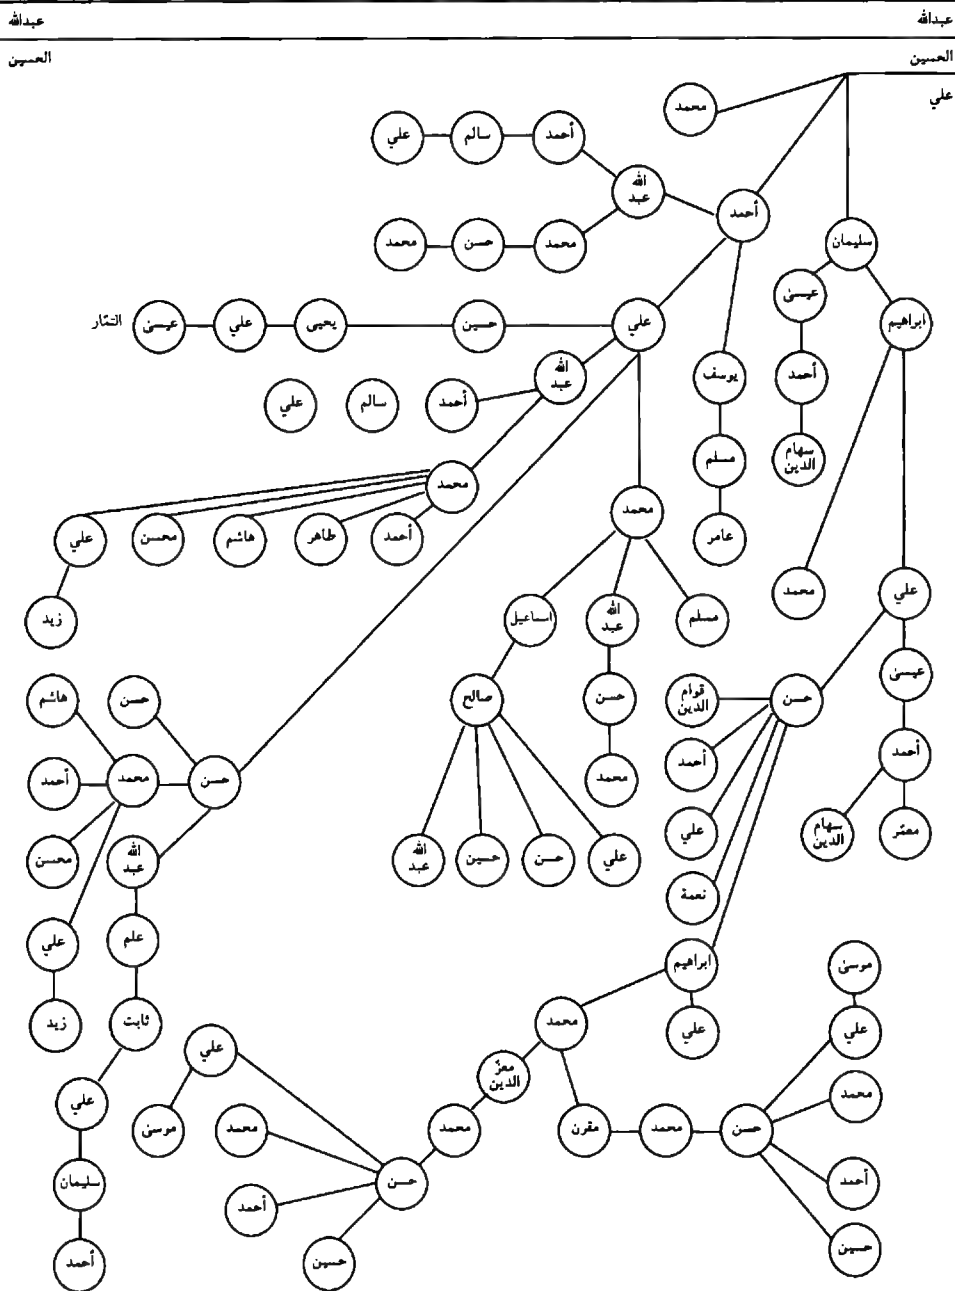 عبدالله عبدالله
الحسين الحسين
علي
محمد
أحمد سالم علي
الله
عبد
أحمد
سليمان
محمد حسن محمد
عيسىٰ
ابراهيم
علي
حسين
يحيى
علي
عيسىٰ
التمّار
الله
عبد
يوسف
أحمد
أحمد
سالم
علي
مسلم
سهام
الدين
محمد
محمد
عامر
أحمد
طاهر
هاشم
محسن
علي
محمد
علي
مسلم
الله
عبد
اسماعيل
زيد
عيسىٰ
حسن
قوام
الدين
حسن
صالح
حسن
هاشم
أحمد
أحمد
محمد
حسن
محمد
أحمد
معمّر
سهام
الدين
علي
علي
حسن
حسين
الله
عبد
الله
عبد
محسن
نعمة
علم
علي
موسىٰ
ابراهيم
علي
علي
محمد
ثابت
زيد
علي
معزّ
الدين
محمد
علي
حسن
محمد
مقرن
محمد
محمد
موسىٰ
أحمد
حسن
أحمد
سليمان
حسين
حسين
أحمد